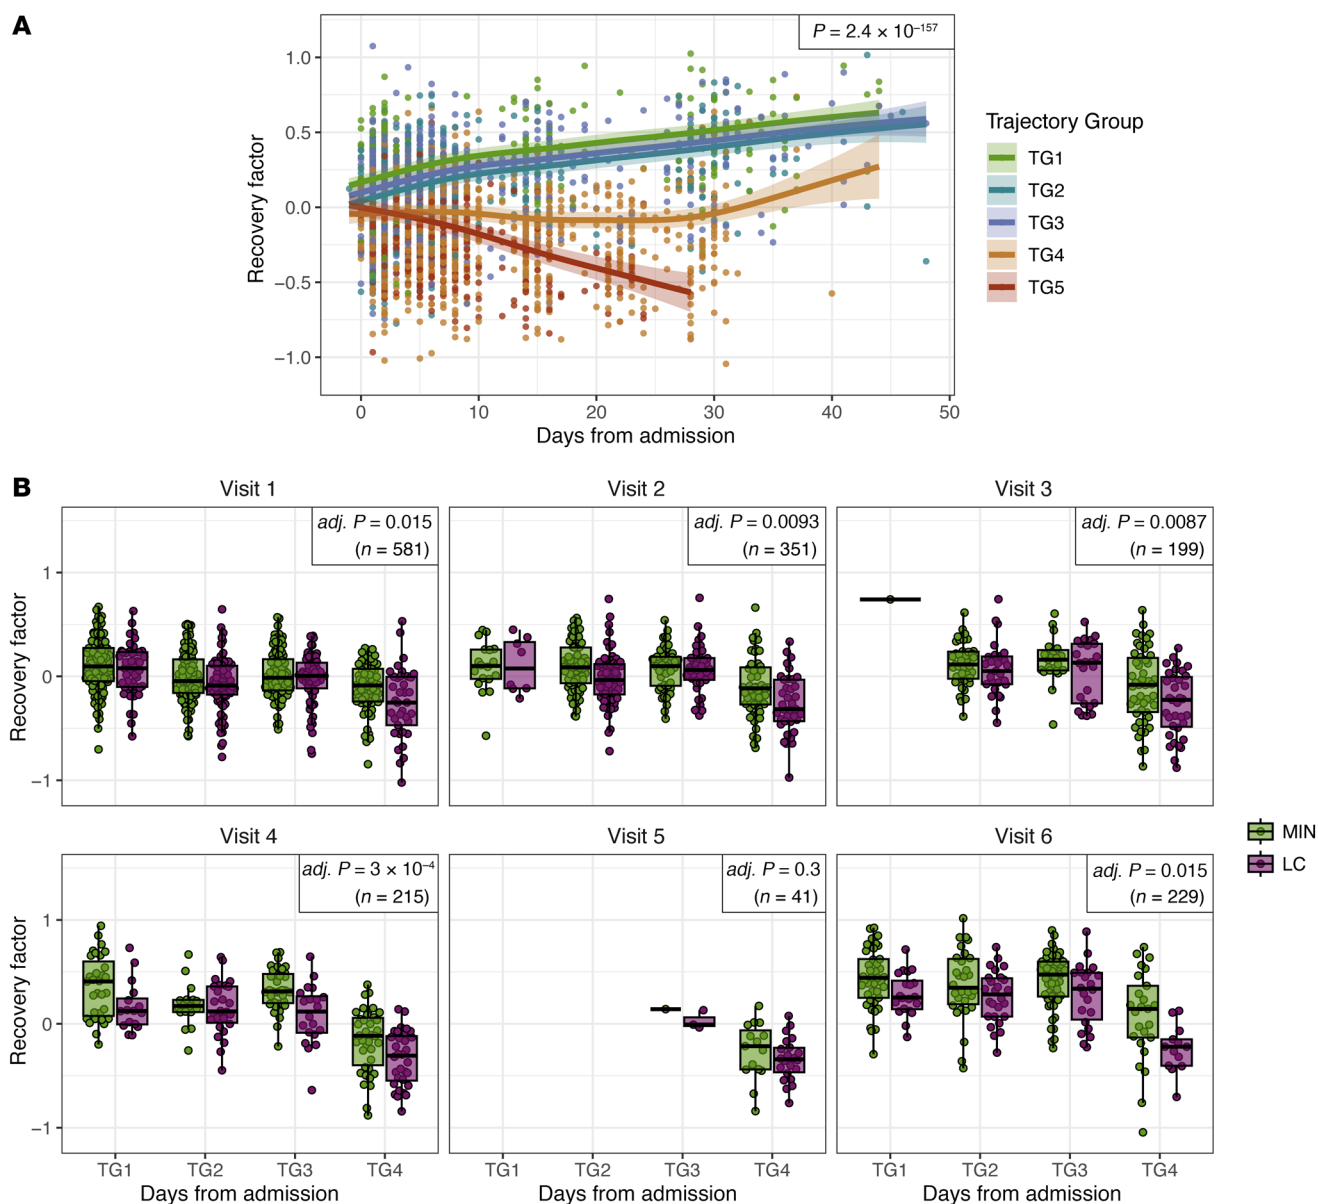 A
P = 2.4 × 10⁻¹⁵⁷
1.0
0.5
0.0
−0.5
−1.0
Recovery factor
0 10 20 30 40 50
Days from admission
Trajectory Group
TG1
TG2
TG3
TG4
TG5
B
Visit 1 Visit 2 Visit 3
adj. P = 0.015
(n = 581)
adj. P = 0.0093
(n = 351)
adj. P = 0.0087
(n = 199)
1
0
−1
Recovery factor
Visit 4 Visit 5 Visit 6
adj. P = 3 × 10⁻⁴
(n = 215)
adj. P = 0.3
(n = 41)
adj. P = 0.015
(n = 229)
1
0
−1
Recovery factor
TG1 TG2 TG3 TG4 TG1 TG2 TG3 TG4 TG1 TG2 TG3 TG4
Days from admission Days from admission Days from admission
MIN
LC